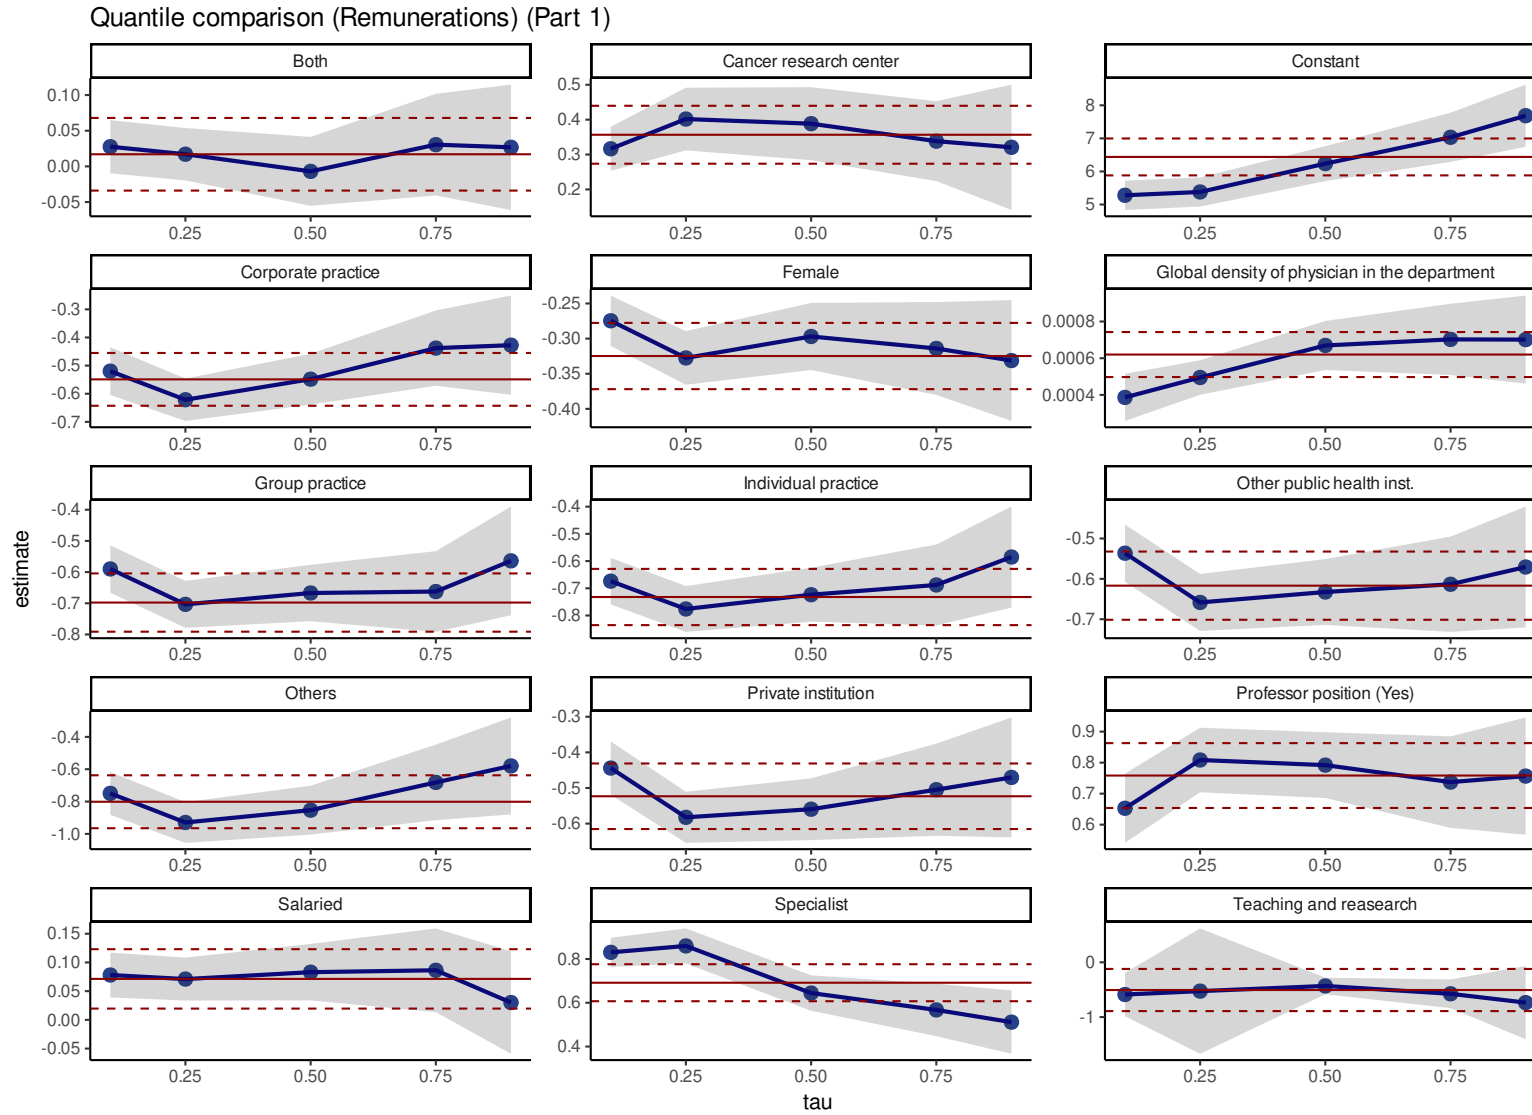 Quantile comparison (Remunerations) (Part 1)
Both
Cancer research center
Constant
0.10
0.05
0.00
-0.05
0.25 0.50 0.75
0.5
0.4
0.3
0.2
0.25 0.50 0.75
8
7
6
5
0.25 0.50 0.75
Corporate practice
Female
Global density of physician in the department
-0.3
-0.4
-0.5
-0.6
-0.7
0.25 0.50 0.75
-0.25
-0.30
-0.35
-0.40
0.25 0.50 0.75
0.0008
0.0006
0.0004
0.25 0.50 0.75
Group practice
Individual practice
Other public health inst.
estimate
-0.4
-0.5
-0.6
-0.7
-0.8
0.25 0.50 0.75
-0.4
-0.5
-0.6
-0.7
-0.8
0.25 0.50 0.75
-0.5
-0.6
-0.7
0.25 0.50 0.75
Others
Private institution
Professor position (Yes)
-0.4
-0.6
-0.8
-1.0
0.25 0.50 0.75
-0.3
-0.4
-0.5
-0.6
0.25 0.50 0.75
0.9
0.8
0.7
0.6
0.25 0.50 0.75
Salaried
Specialist
Teaching and reasearch
0.15
0.10
0.05
0.00
-0.05
0.25 0.50 0.75
0.8
0.6
0.4
0.25 0.50 0.75
0
-1
0.25 0.50 0.75
tau